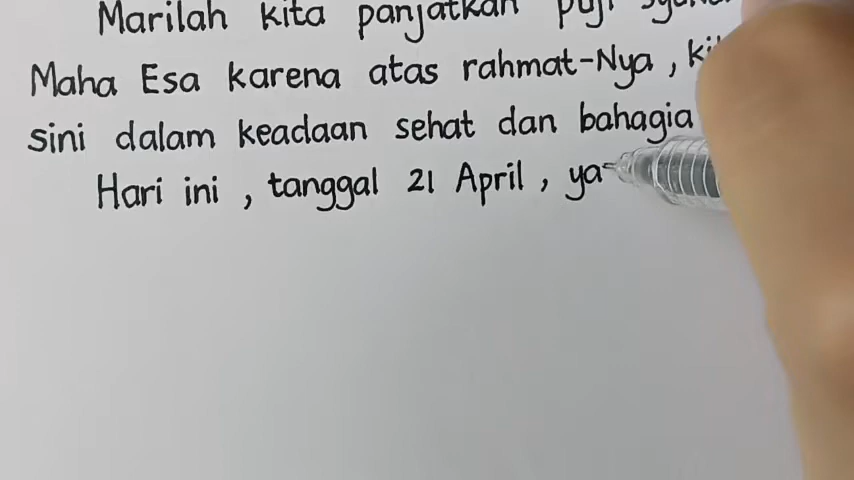 Marilah kita panjatkan puji
Maha Esa karena atas rahmat-Nya,
sini dalam keadaan sehat dan bahagia
Hari ini, tanggal 21 April,